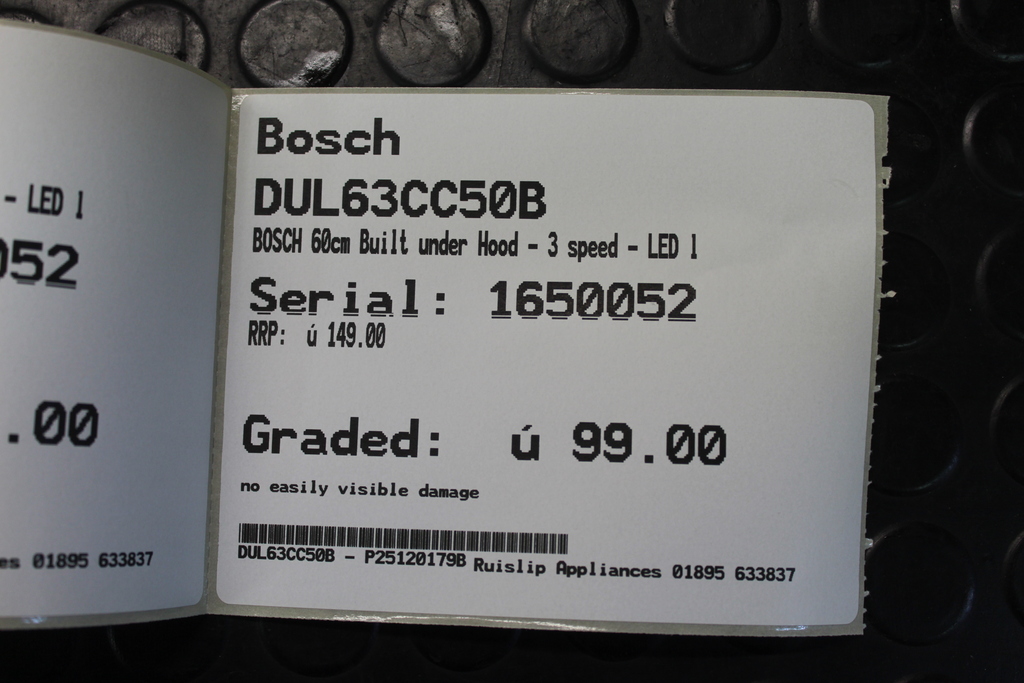 - LED l
052
.00
es 01895 633837
Bosch
DUL63CC50B
BOSCH 60cm Built under Hood - 3 speed - LED l
Serial: 1650052
RRP: ú 149.00
Graded: ú 99.00
no easily visible damage
DUL63CC50B - P25120179B Ruislip Appliances 01895 633837